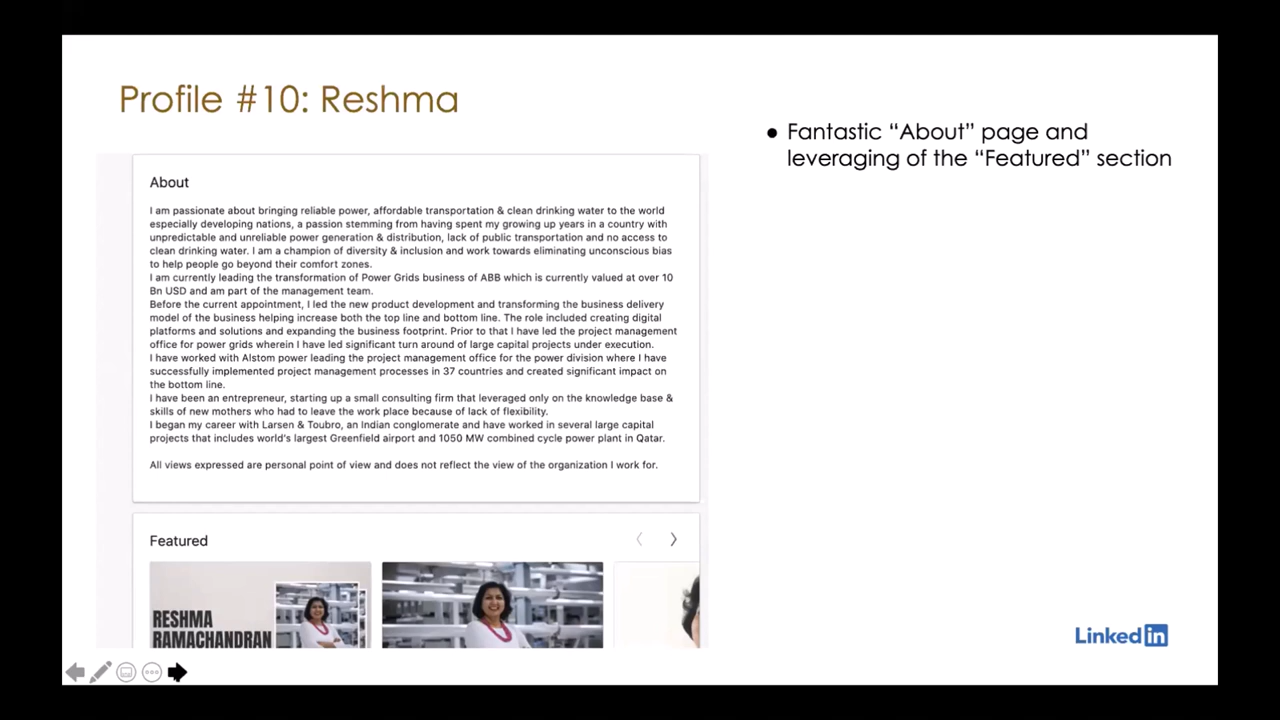 Profile #10: Reshma
● Fantastic “About” page and
leveraging of the “Featured” section
About
I am passionate about bringing reliable power, affordable transportation & clean drinking water to the world
especially developing nations, a passion stemming from having spent my growing up years in a country with
unpredictable and unreliable power generation & distribution, lack of public transportation and no access to
clean drinking water. I am a champion of diversity & inclusion and work towards eliminating unconscious bias
to help people go beyond their comfort zones.
I am currently leading the transformation of Power Grids business of ABB which is currently valued at over 10
Bn USD and am part of the management team.
Before the current appointment, I led the new product development and transforming the business delivery
model of the business helping increase both the top line and bottom line. The role included creating digital
platforms and solutions and expanding the business footprint. Prior to that I have led the project management
office for power grids wherein I have led significant turn around of large capital projects under execution.
I have worked with Alstom power leading the project management office for the power division where I have
successfully implemented project management processes in 37 countries and created significant impact on
the bottom line.
I have been an entrepreneur, starting up a small consulting firm that leveraged only on the knowledge base &
skills of new mothers who had to leave the work place because of lack of flexibility.
I began my career with Larsen & Toubro, an Indian conglomerate and have worked in several large capital
projects that includes world's largest Greenfield airport and 1050 MW combined cycle power plant in Qatar.
All views expressed are personal point of view and does not reflect the view of the organization I work for.
Featured
RESHMA
RAMACHANDRAN
Linkedin